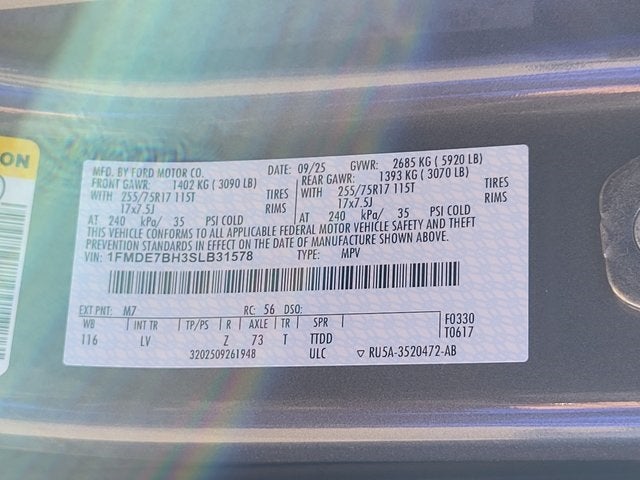 ON
MFD. BY FORD MOTOR CO. DATE: 09/25 GVWR: 2685 KG ( 5920 LB)
FRONT GAWR: 1402 KG ( 3090 LB) REAR GAWR: 1393 KG ( 3070 LB)
WITH 255/75R17 115T TIRES WITH 255/75R17 115T TIRES
17x7.5J RIMS 17x7.5J RIMS
AT 240 kPa/ 35 PSI COLD AT 240 kPa/ 35 PSI COLD
THIS VEHICLE CONFORMS TO ALL APPLICABLE FEDERAL MOTOR VEHICLE SAFETY AND THEFT
PREVENTION STANDARDS IN EFFECT ON THE DATE OF MANUFACTURE SHOWN ABOVE.
VIN: 1FMDE7BH3SLB31578 TYPE: MPV
EXT PNT: M7 RC: 56 DSO:
WB INT TR TP/PS R AXLE TR SPR F0330
116 LV Z 73 T TTDD T0617
3202509261948 ULC ▽ RU5A-3520472-AB